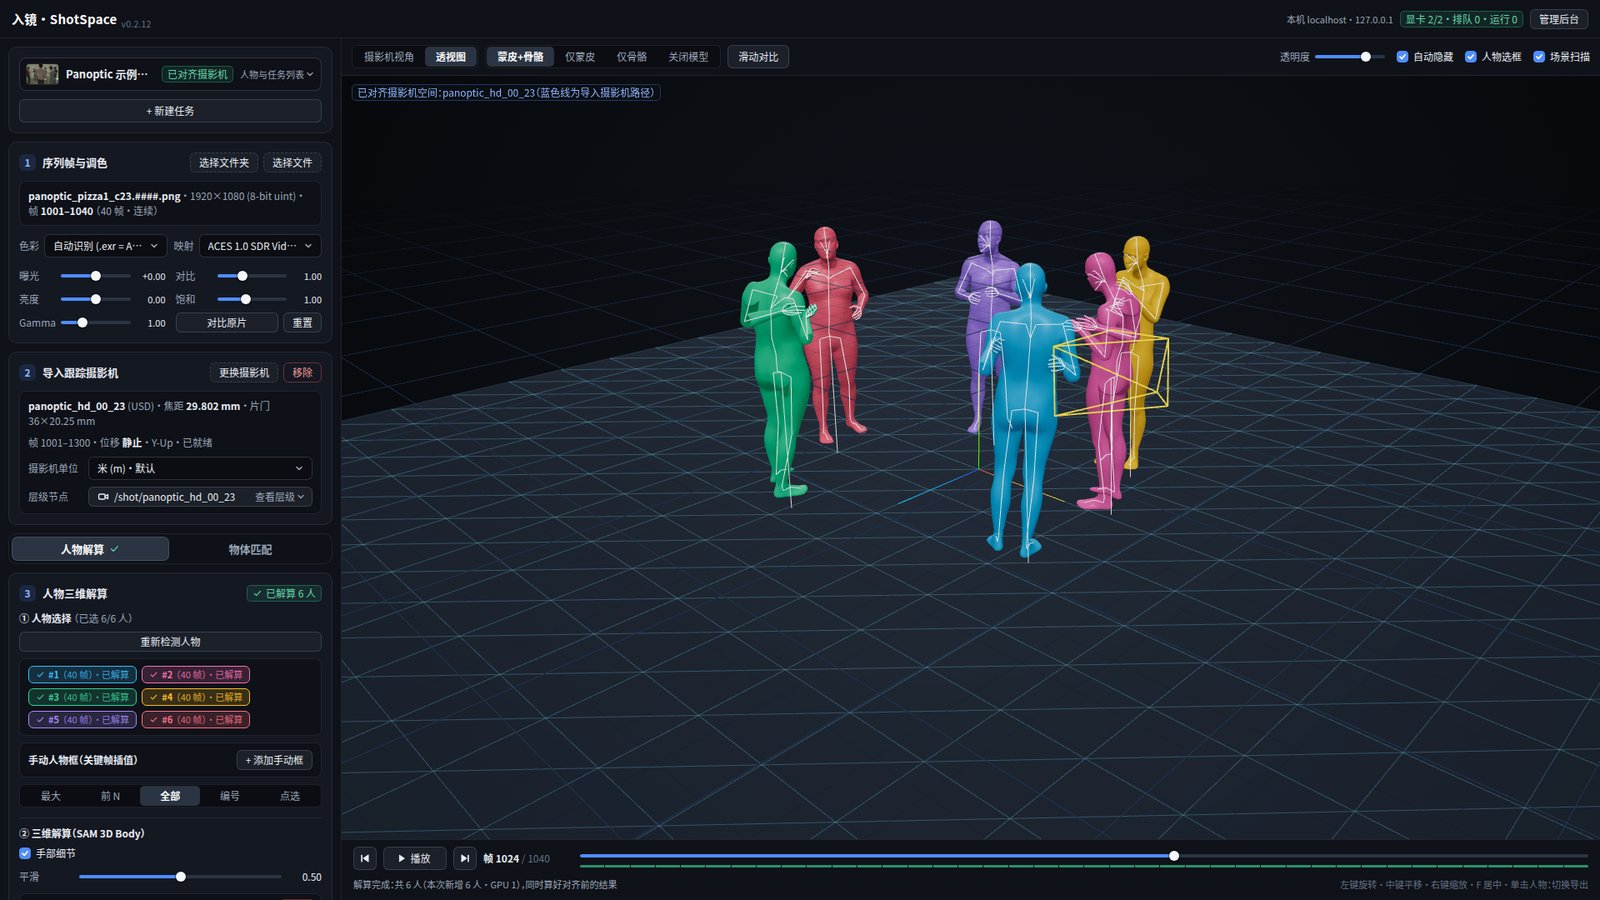 入镜·ShotSpace v0.2.12
本机 localhost·127.0.0.1
显卡 2/2·排队 0·运行 0
管理后台
Panoptic 示例…
已对齐摄影机
人物与任务列表
+ 新建任务
1 序列帧与调色
选择文件夹
选择文件
panoptic_pizza1_c23.####.png·1920×1080 (8-bit uint)·
帧 1001–1040 (40 帧·连续)
色彩 自动识别 (.exr = A…
映射 ACES 1.0 SDR Vid…
曝光 +0.00 对比 1.00
亮度 0.00 饱和 1.00
Gamma 1.00 对比原片 重置
2 导入跟踪摄影机
更换摄影机
移除
panoptic_hd_00_23 (USD)·焦距 29.802 mm·片门
36×20.25 mm
帧 1001–1300·位移 静止·Y-Up·已就绪
摄影机单位 米 (m)·默认
层级节点 /shot/panoptic_hd_00_23 查看层级
人物解算 ✓
物体匹配
3 人物三维解算
✓ 已解算 6 人
① 人物选择 (已选 6/6 人)
重新检测人物
✓ #1 (40 帧)·已解算 ✓ #2 (40 帧)·已解算
✓ #3 (40 帧)·已解算 ✓ #4 (40 帧)·已解算
✓ #5 (40 帧)·已解算 ✓ #6 (40 帧)·已解算
手动人物框(关键帧插值)
+ 添加手动框
最大 前 N 全部 编号 点选
② 三维解算(SAM 3D Body)
手部细节
平滑 0.50
摄影机视角 透视图 蒙皮+骨骼 仅蒙皮 仅骨骼 关闭模型 滑动对比
透明度 自动隐藏 人物选框 场景扫描
已对齐摄影机空间:panoptic_hd_00_23(蓝色线为导入摄影机路径)
播放
帧 1024 / 1040
解算完成:共 6 人(本次新增 6 人·GPU 1),同时算好对齐前的结果
左键旋转·中键平移·右键缩放·F 居中·单击人物:切换导出